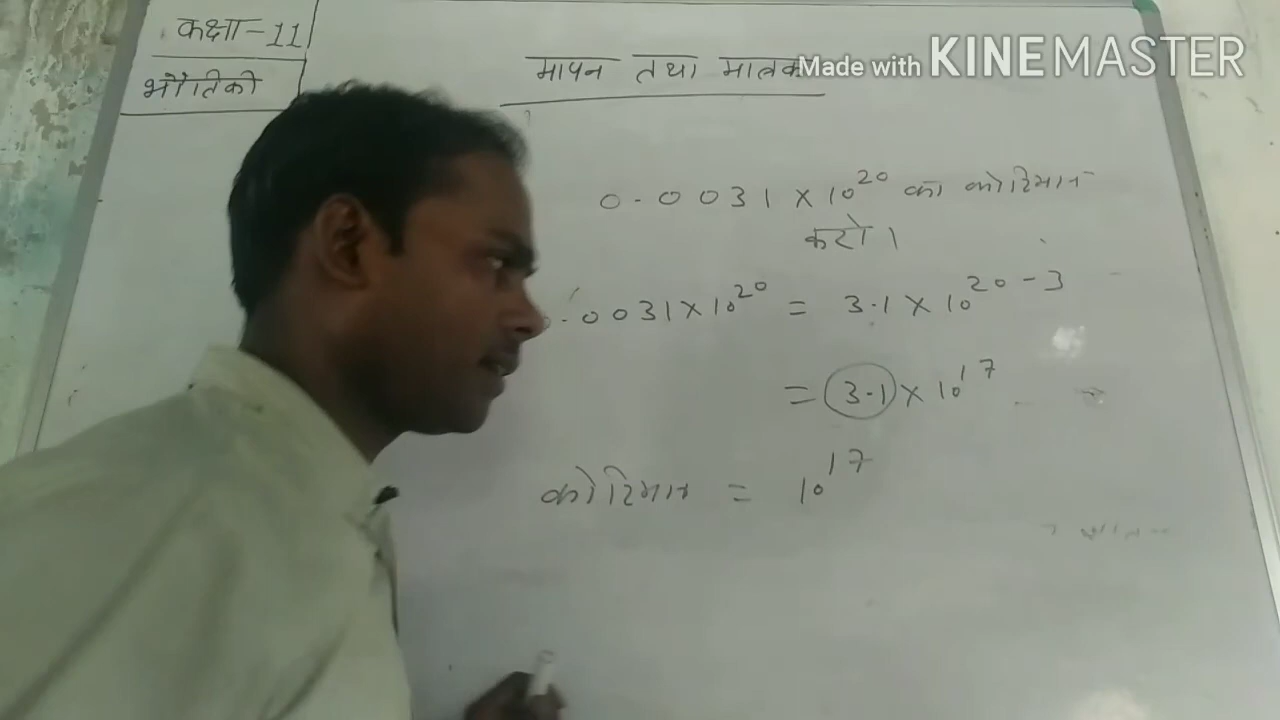 कक्षा-11
भौतिकी
मापन तथा मात्रक
Made with KINEMASTER
0.0031 × 10²⁰ का कोटिमान
करो।
.0031 × 10²⁰ = 3.1 × 10²⁰⁻³
= 3.1 × 10¹⁷
कोटिमान = 10¹⁷